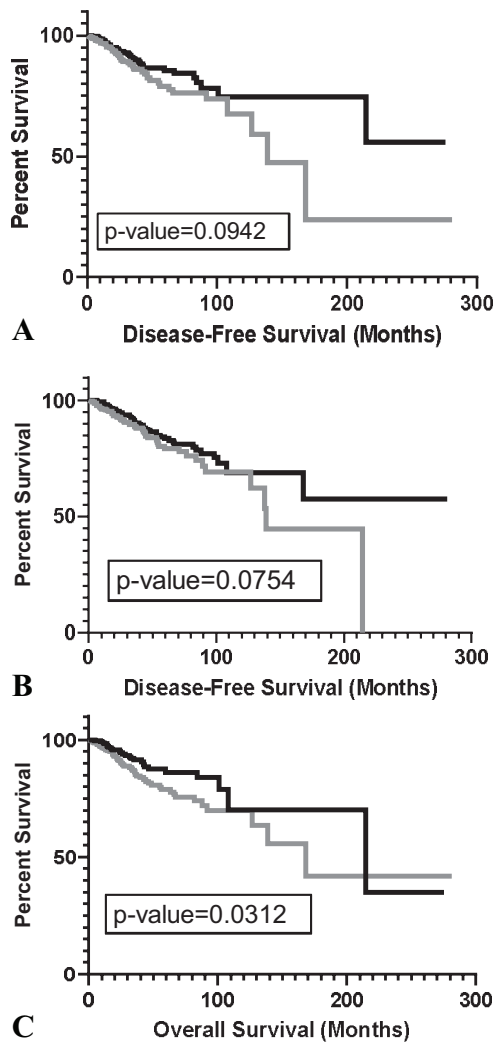 100
50
0
Percent Survival
p-value=0.0942
0 100 200 300
Disease-Free Survival (Months)
A
100
50
0
Percent Survival
p-value=0.0754
0 100 200 300
Disease-Free Survival (Months)
B
100
50
0
Percent Survival
p-value=0.0312
0 100 200 300
Overall Survival (Months)
C